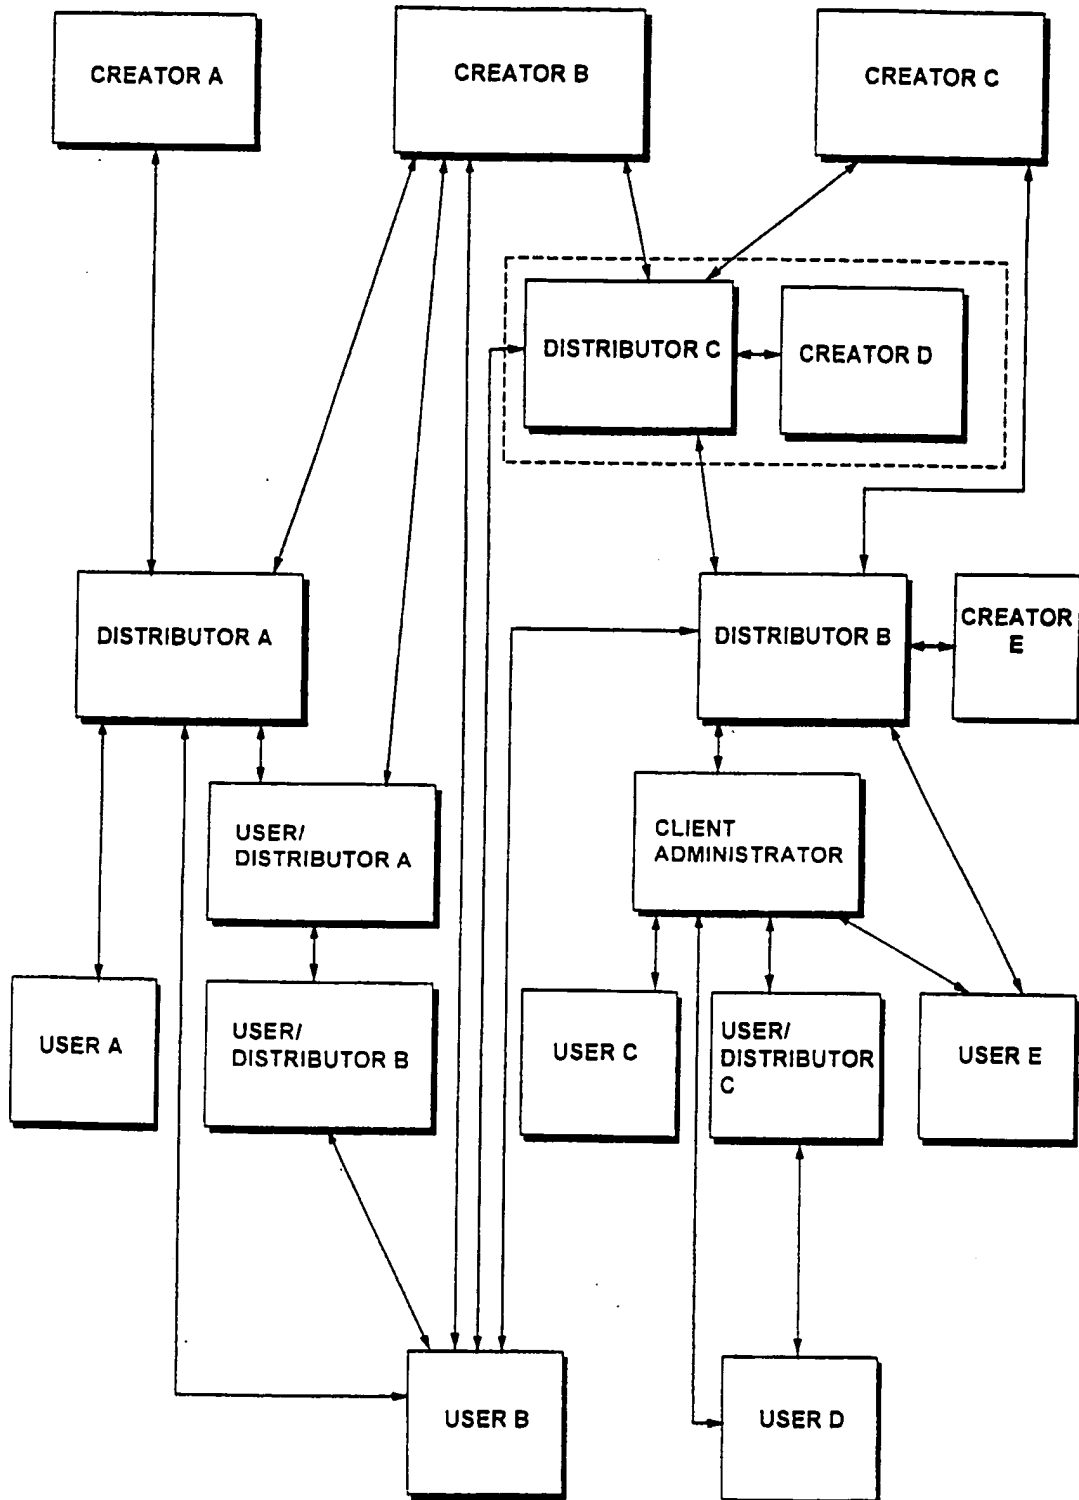 CREATOR A
CREATOR B
CREATOR C
DISTRIBUTOR C
CREATOR D
DISTRIBUTOR A
DISTRIBUTOR B
CREATOR
E
USER/
DISTRIBUTOR A
CLIENT
ADMINISTRATOR
USER A
USER/
DISTRIBUTOR B
USER C
USER/
DISTRIBUTOR
C
USER E
USER B
USER D